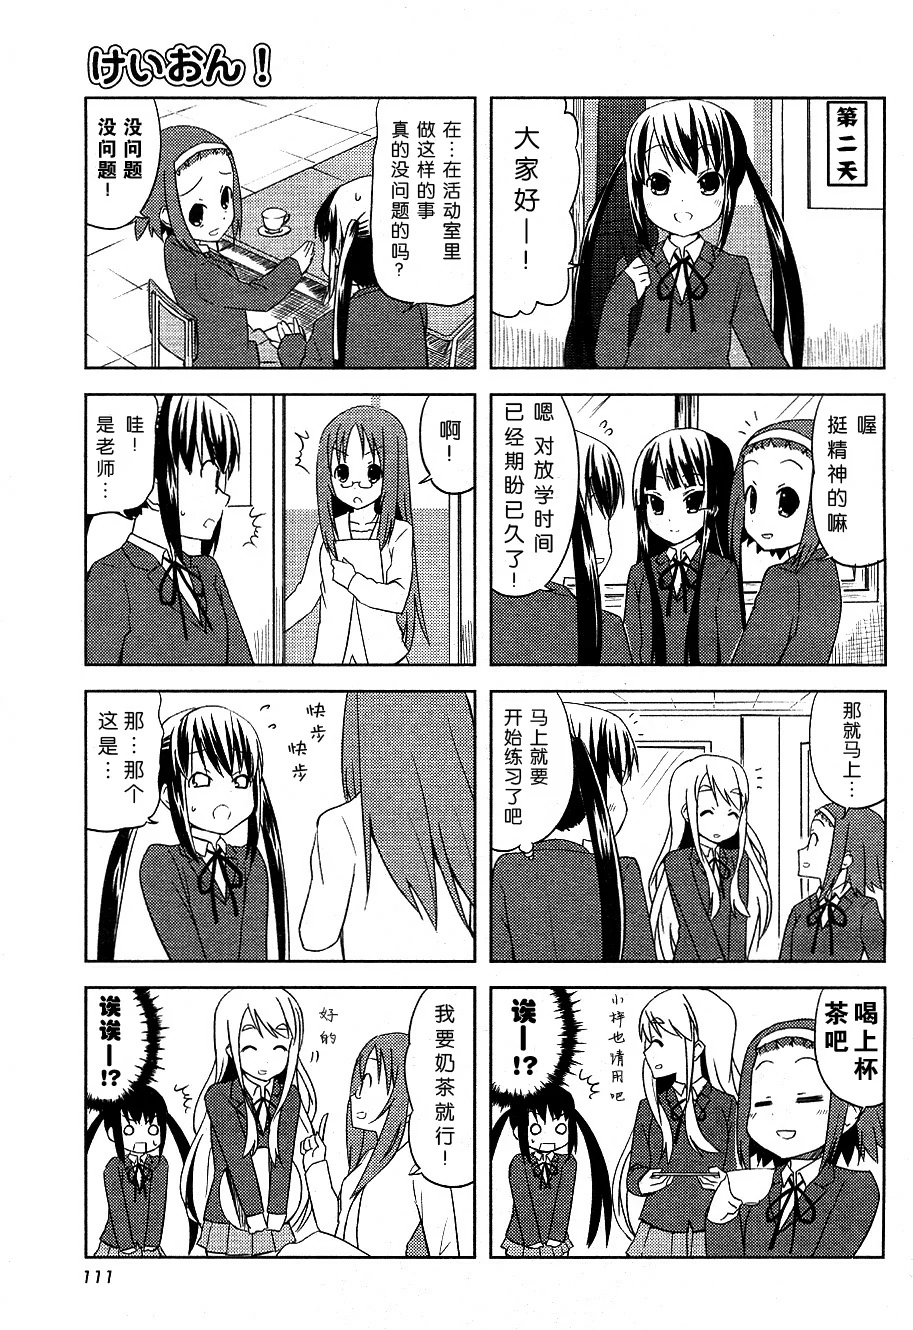 けいおん！
第二天
大家好ー！
喔
挺精神的嘛
嗯 对放学时间
已经期盼已久了！
那就马上…
马上就要
开始练习了吧
喝上杯
茶吧
小梓也请用吧
诶ー!?
在…在活动室里
做这样的事
真的没问题的吗?
没问题
没问题！
啊！
哇！
是老师…
快步
快步
那…那个
这是…
我要奶茶就行！
好的
诶诶ー!?
111